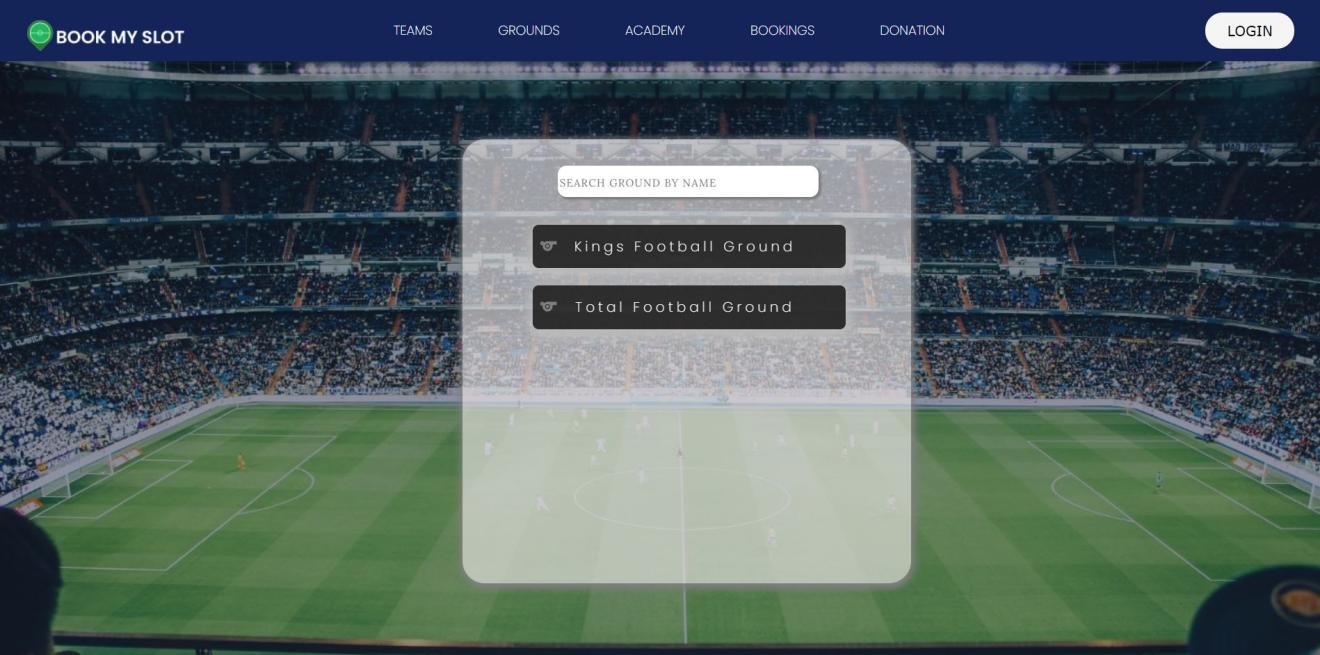 BOOK MY SLOT
TEAMS GROUNDS ACADEMY BOOKINGS DONATION
LOGIN
SEARCH GROUND BY NAME
Kings Football Ground
Total Football Ground